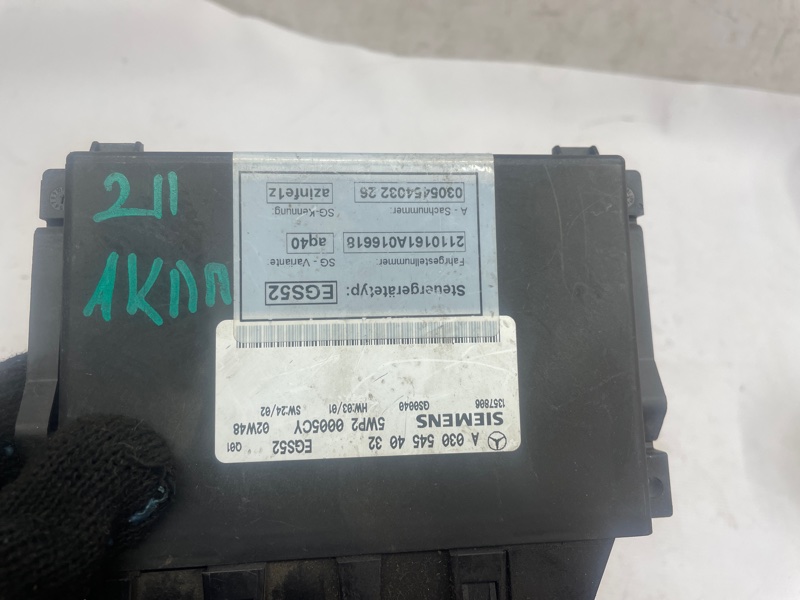 211
АКПП
Steuergerätetyp: EGS52
Fahrgestellnummer: SG - Variante
2110161A016618 aq40
A - Sachnummer: SG-Kennung:
0305454032 26 azinfe1z
A 030 545 40 32 EGS52 Q01
SIEMENS 5WP2 0005CY 02W48
GS0040 HW:03/01 SW:24/02
1357806